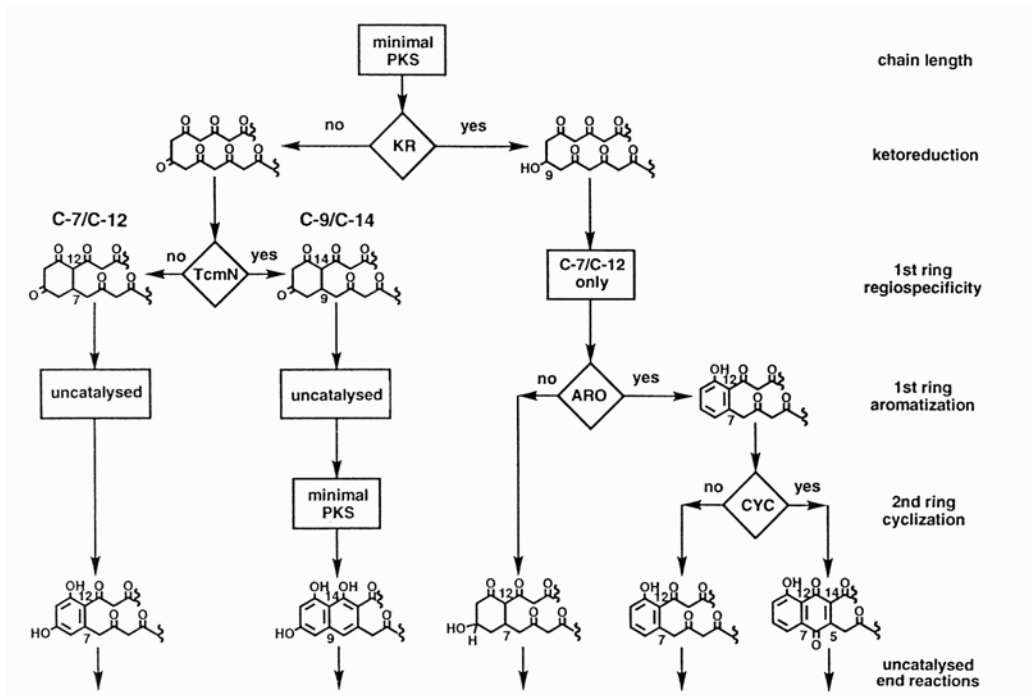 minimal
PKS
chain length
no
KR
yes
ketoreduction
O O O
O O O
O
O O O
O O O
HO 9
C-7/C-12
C-9/C-14
no
TcmN
yes
O 12 O O
O O
O 7
O 14 O O
O O
O 9
C-7/C-12
only
1st ring
regiospecificity
uncatalysed
uncatalysed
no
ARO
yes
OH 12 O O
O O
7
1st ring
aromatization
minimal
PKS
no
CYC
yes
2nd ring
cyclization
OH 12 O O
O O
HO 7
OH 14 OH O
O
HO 9
O 12 O O
O O
HO H 7
OH 12 O O
O O
7
OH 12 O 14 O
O
7 O 5
uncatalysed
end reactions